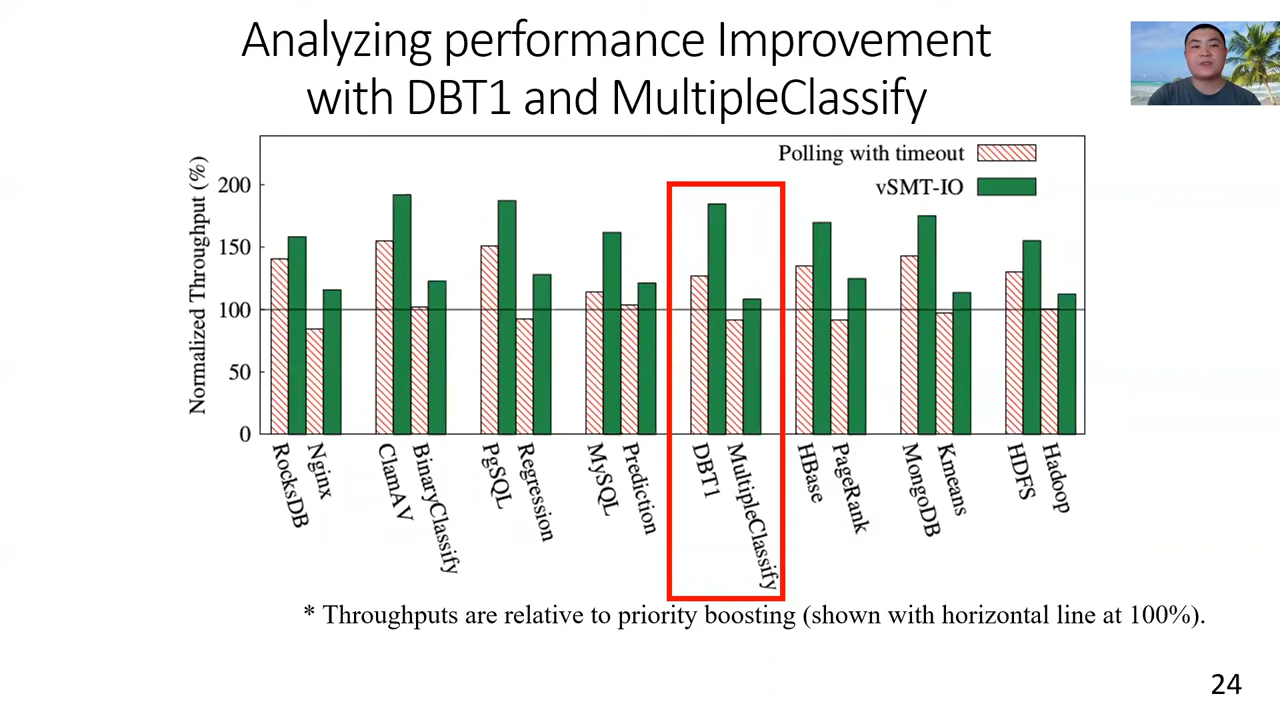 Analyzing performance Improvement
with DBT1 and MultipleClassify
Normalized Throughput (%)
200
150
100
50
0
Polling with timeout
vSMT-IO
RocksDB
Nginx
ClamAV
BinaryClassify
PgSQL
Regression
MySQL
Prediction
DBT1
MultipleClassify
HBase
PageRank
MongoDB
Kmeans
HDFS
Hadoop
* Throughputs are relative to priority boosting (shown with horizontal line at 100%).
24